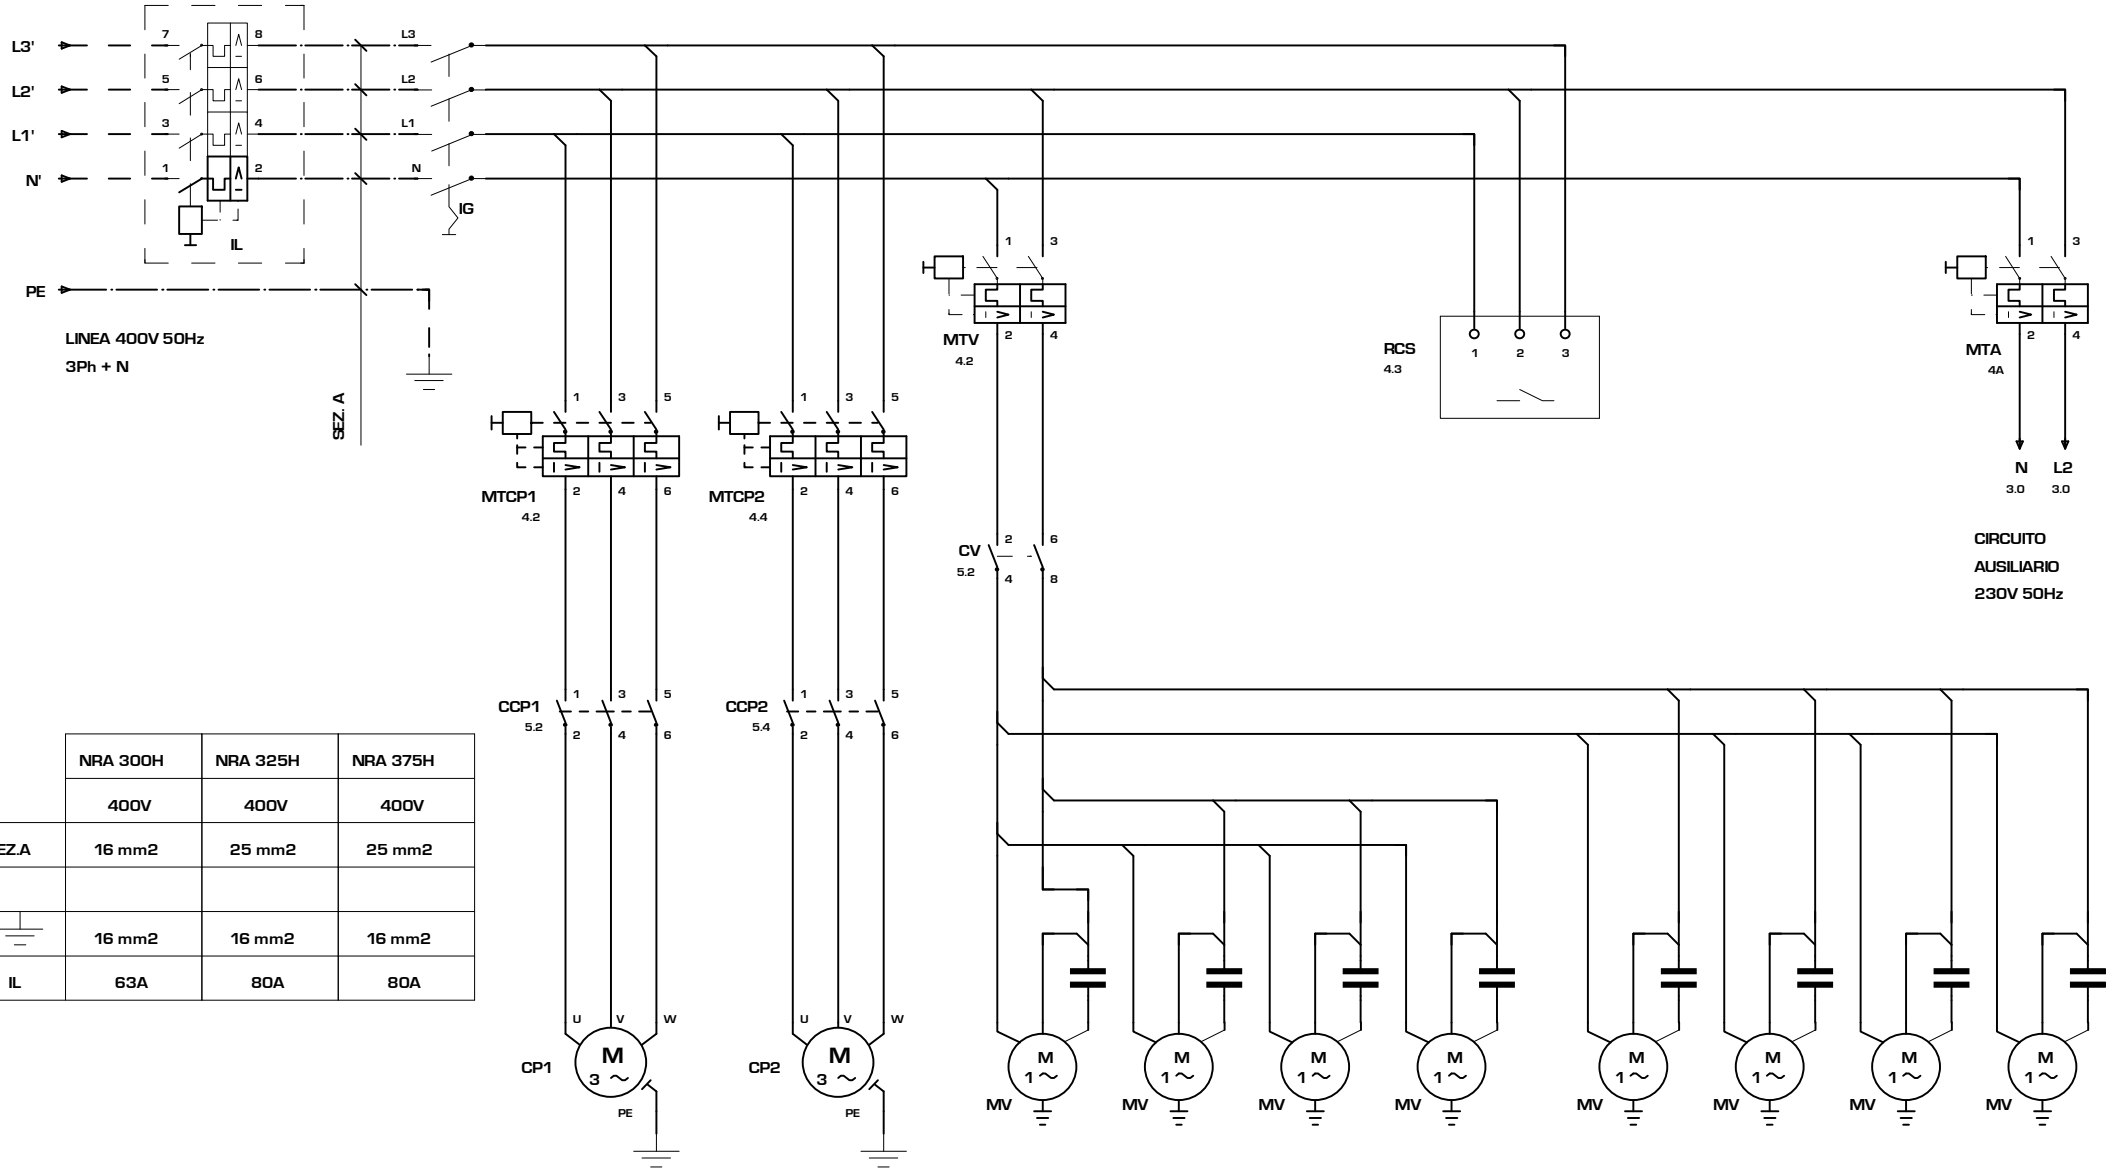 L3' 7 8 L3
L2' 5 6 L2
L1' 3 4 L1
N' 1 2 N
IG
IL
PE
LINEA 400V 50Hz
3Ph + N
SEZ. A
1 3
MTV 2 4
4.2
RCS 1 2 3
4.3
1 3
MTA 2 4
4A
N L2
3.0 3.0
CIRCUITO
AUSILIARIO
230V 50Hz
1 3 5
MTCP1 2 4 6
4.2
1 3 5
MTCP2 2 4 6
4.4
CV 2 6
5.2 4 8
CCP1 1 3 5
5.2 2 4 6
CCP2 1 3 5
5.4 2 4 6
NRA 300H NRA 325H NRA 375H
400V 400V 400V
EZ.A 16 mm2 25 mm2 25 mm2
16 mm2 16 mm2 16 mm2
IL 63A 80A 80A
U V W
CP1 M
3 ~
PE
U V W
CP2 M
3 ~
PE
M M M M M M M M
1 ~ 1 ~ 1 ~ 1 ~ 1 ~ 1 ~ 1 ~ 1 ~
MV MV MV MV MV MV MV MV